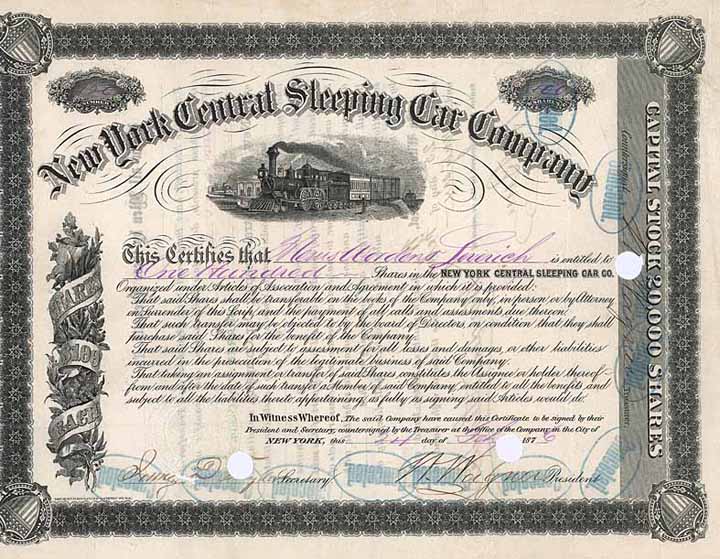 New York Central Sleeping Car Company
CAPITAL STOCK 20,000 SHARES
This Certifies that is entitled to
One Hundred Shares in the NEW YORK CENTRAL SLEEPING CAR CO.
Organized under Articles of Association and Agreement in which it is provided:
That said Shares shall be transferable on the books of the Company only, in person or by Attorney
on Surrender of this Scrip, and the payment of all calls and assessments due thereon.
That such transfer may be objected to by the board of Directors, on condition that they shall
purchase said Shares for the benefit of the Company.
That said Shares are subject to assessment for all losses and damages, or other liabilities
incurred in the prosecution of the legitimate business of said Company.
That taking an assignment or transfer of said Shares constitutes the Assignee or holder thereof
from and after the date of such transfer a Member of said Company, entitled to all the benefits, and
subject to all the liabilities thereto appertaining, as fully as signing said Articles would do.
SHARES
$100
EACH
In Witness Whereof, The said Company have caused this Certificate to be signed by their
President and Secretary, countersigned by the Treasurer at the Office of the Company in the City of
NEW YORK, this 24 day of 1876
Secretary. President